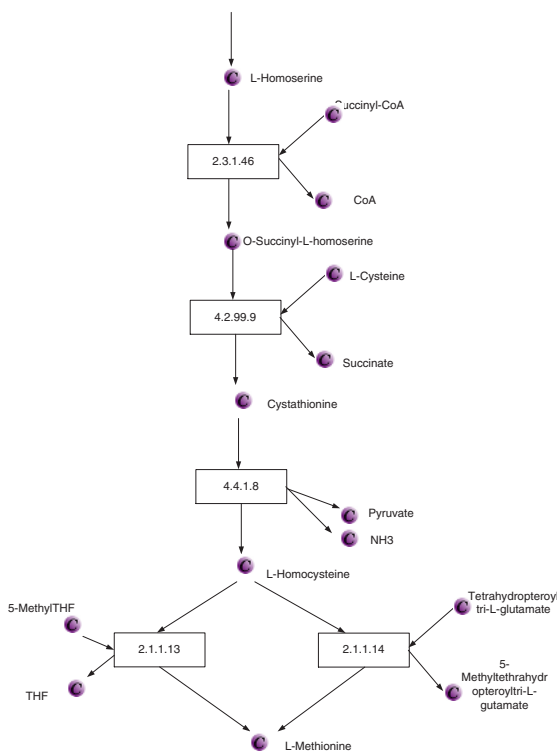 C L-Homoserine
C Succinyl-CoA
2.3.1.46
C CoA
C O-Succinyl-L-homoserine
C L-Cysteine
4.2.99.9
C Succinate
C Cystathionine
4.4.1.8
C Pyruvate
C NH3
C L-Homocysteine
5-MethylTHF
C
2.1.1.13
THF
C
C Tetrahydropteroyl
tri-L-glutamate
2.1.1.14
5-
Methyltethrahydr
C opteroyltri-L-
gutamate
C
L-Methionine